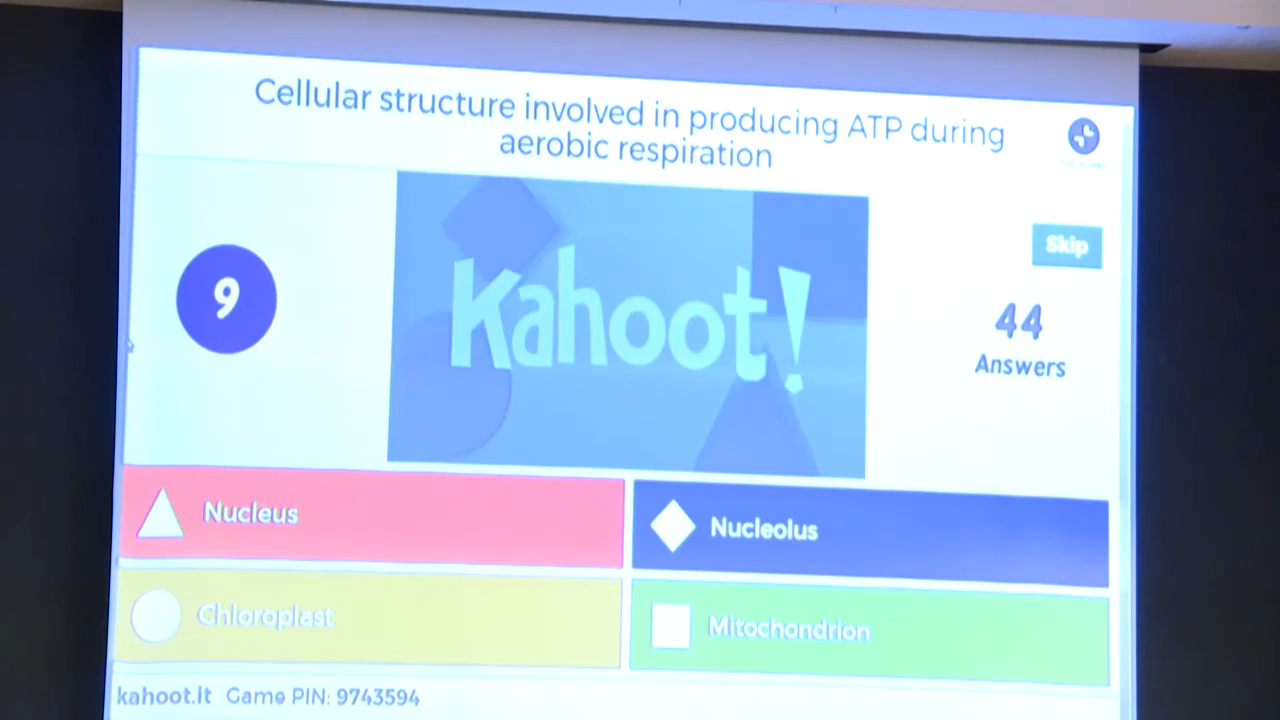 Cellular structure involved in producing ATP during
aerobic respiration
Skip
9
Kahoot!
44
Answers
Nucleus
Nucleolus
Chloroplast
Mitochondrion
kahoot.it Game PIN: 9743594